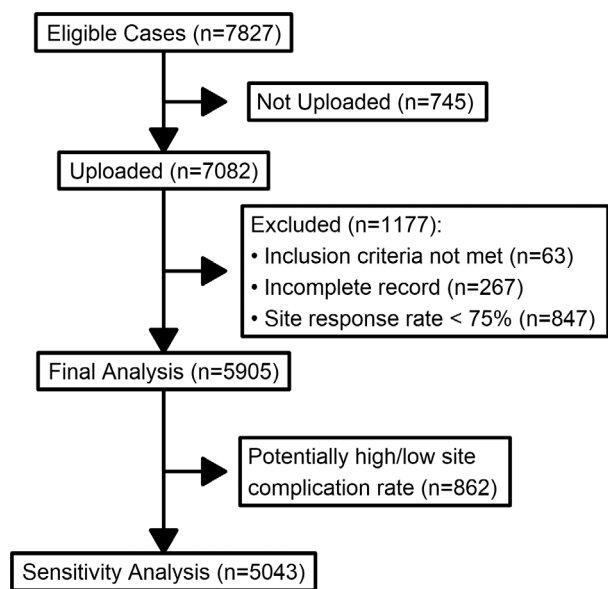 Eligible Cases (n=7827)
Not Uploaded (n=745)
Uploaded (n=7082)
Excluded (n=1177):
• Inclusion criteria not met (n=63)
• Incomplete record (n=267)
• Site response rate < 75% (n=847)
Final Analysis (n=5905)
Potentially high/low site
complication rate (n=862)
Sensitivity Analysis (n=5043)